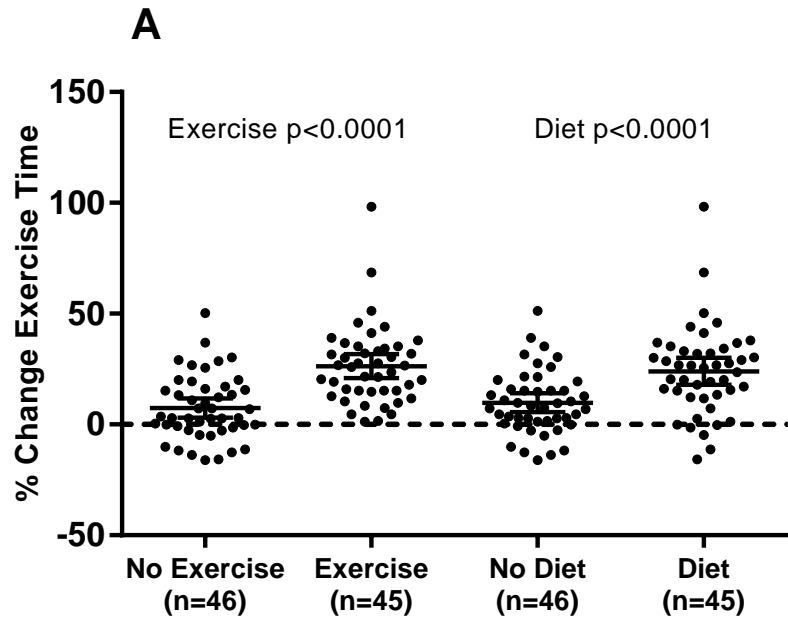 A
% Change Exercise Time
150
100
50
0
-50
Exercise p<0.0001
Diet p<0.0001
No Exercise
(n=46)
Exercise
(n=45)
No Diet
(n=46)
Diet
(n=45)